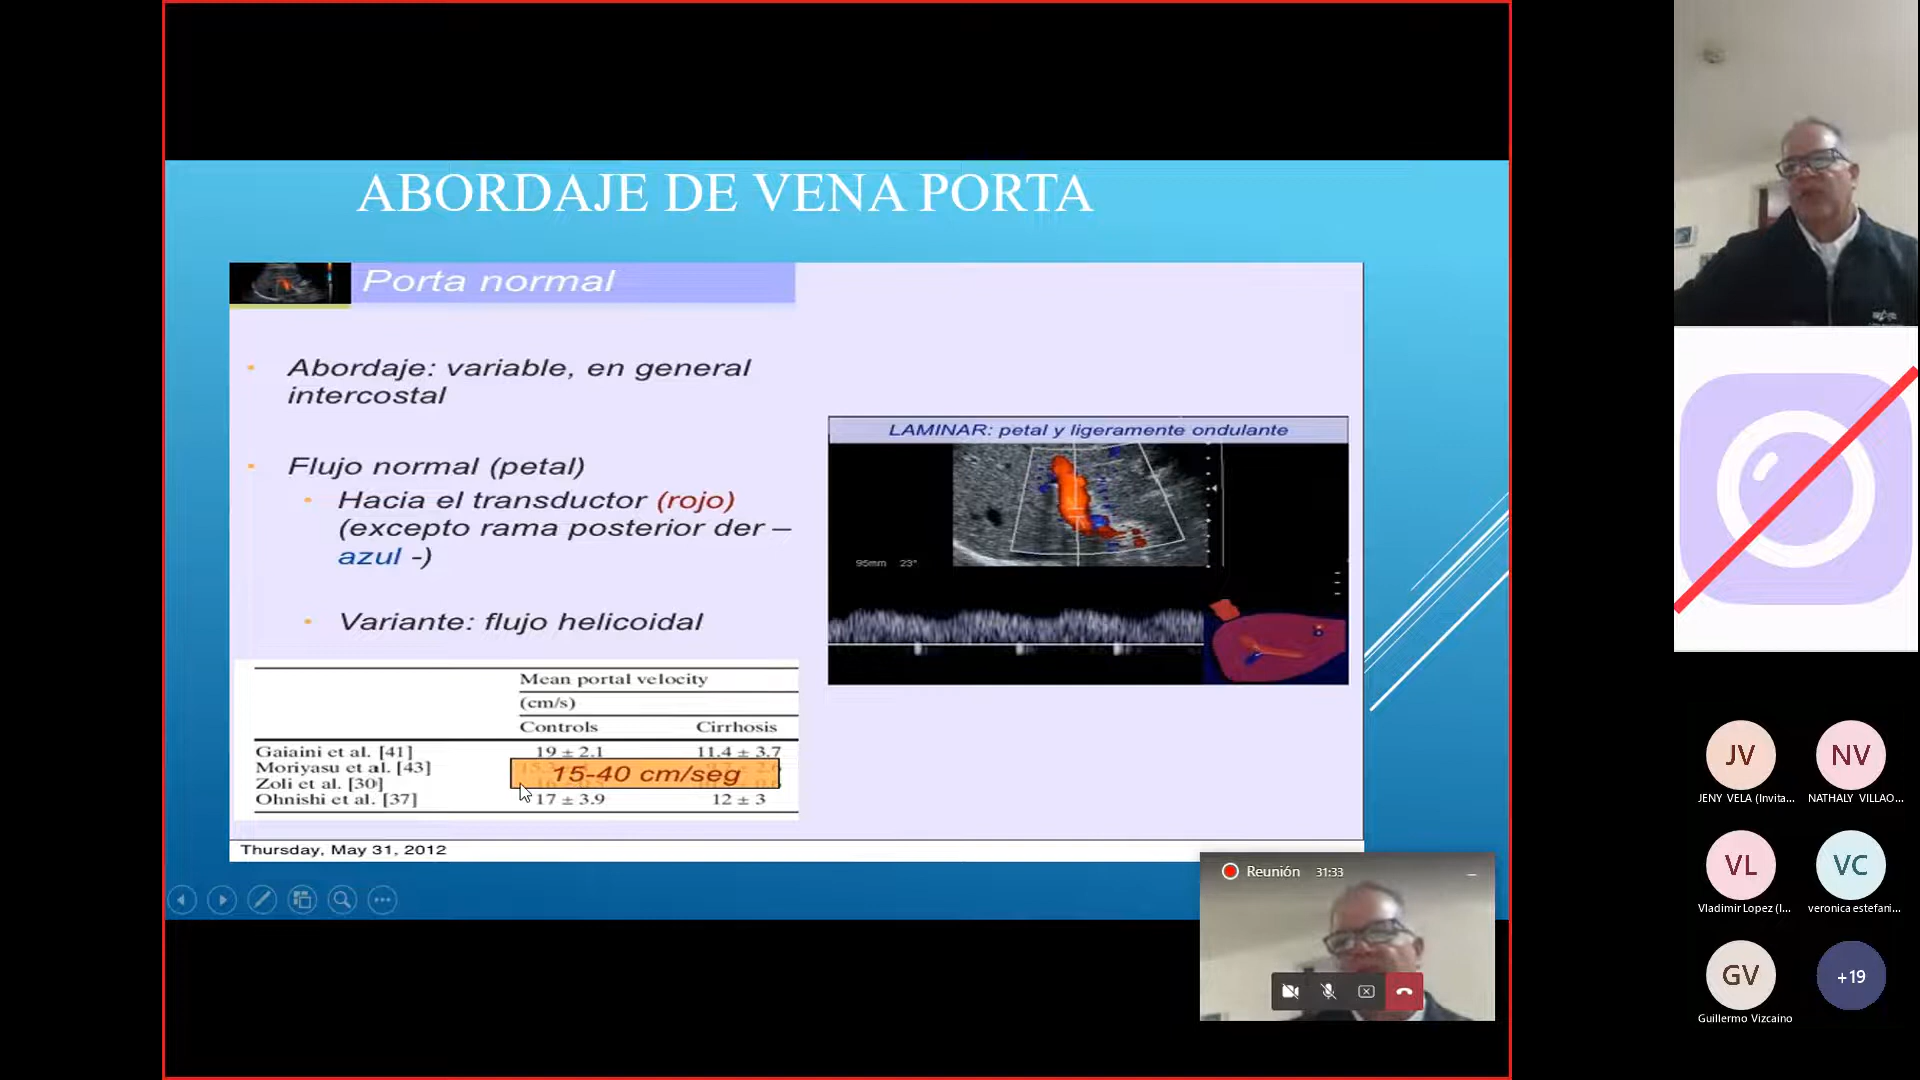 ABORDAJE DE VENA PORTA
Porta normal
• Abordaje: variable, en general
intercostal
• Flujo normal (petal)
• Hacia el transductor (rojo)
(excepto rama posterior der –
azul -)
• Variante: flujo helicoidal
LAMINAR: petal y ligeramente ondulante
95mm 23°
Mean portal velocity
(cm/s)
Controls Cirrhosis
Gaiaini et al. [41] 19 ± 2.1 11.4 ± 3.7
Moriyasu et al. [43]
15-40 cm/seg
Zoli et al. [30]
Ohnishi et al. [37] 17 ± 3.9 12 ± 3
Thursday, May 31, 2012
Reunión 31:33
JV
JENY VELA (Invita...
NV
NATHALY VILLAO...
VL
Vladimir Lopez (I...
VC
veronica estefani...
GV
Guillermo Vizcaino
+19